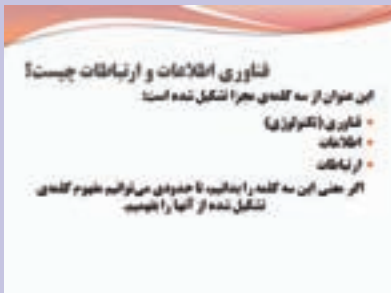 فناوری اطلاعات و ارتباطات چیست؟
این عنوان از سه کلمه‌ی مجزا تشکیل شده است:
• فناوری (تکنولوژی)
• اطلاعات
• ارتباطات
اگر معنی این سه کلمه را بدانیم، تا حدودی می‌توانیم مفهوم کلمه‌ی
تشکیل شده از آنها را بفهمیم.